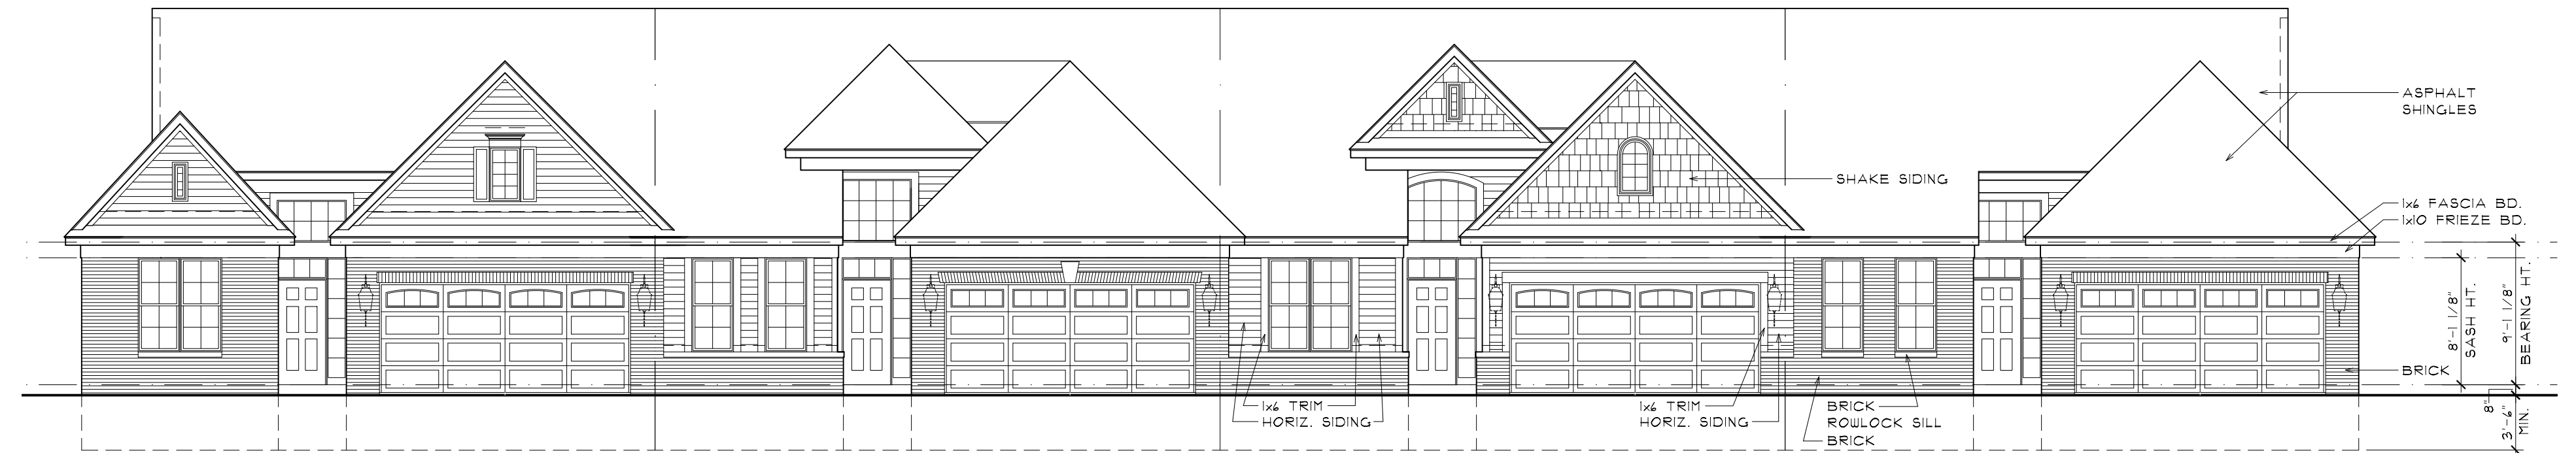 ASPHALT
SHINGLES
SHAKE SIDING
1x6 FASCIA BD.
1x10 FRIEZE BD.
8'-1 1/8"
SASH HT.
9'-1 1/8"
BEARING HT.
BRICK
1x6 TRIM
HORIZ. SIDING
1x6 TRIM
HORIZ. SIDING
BRICK
ROWLOCK SILL
BRICK
8"
3'-6"
MIN.